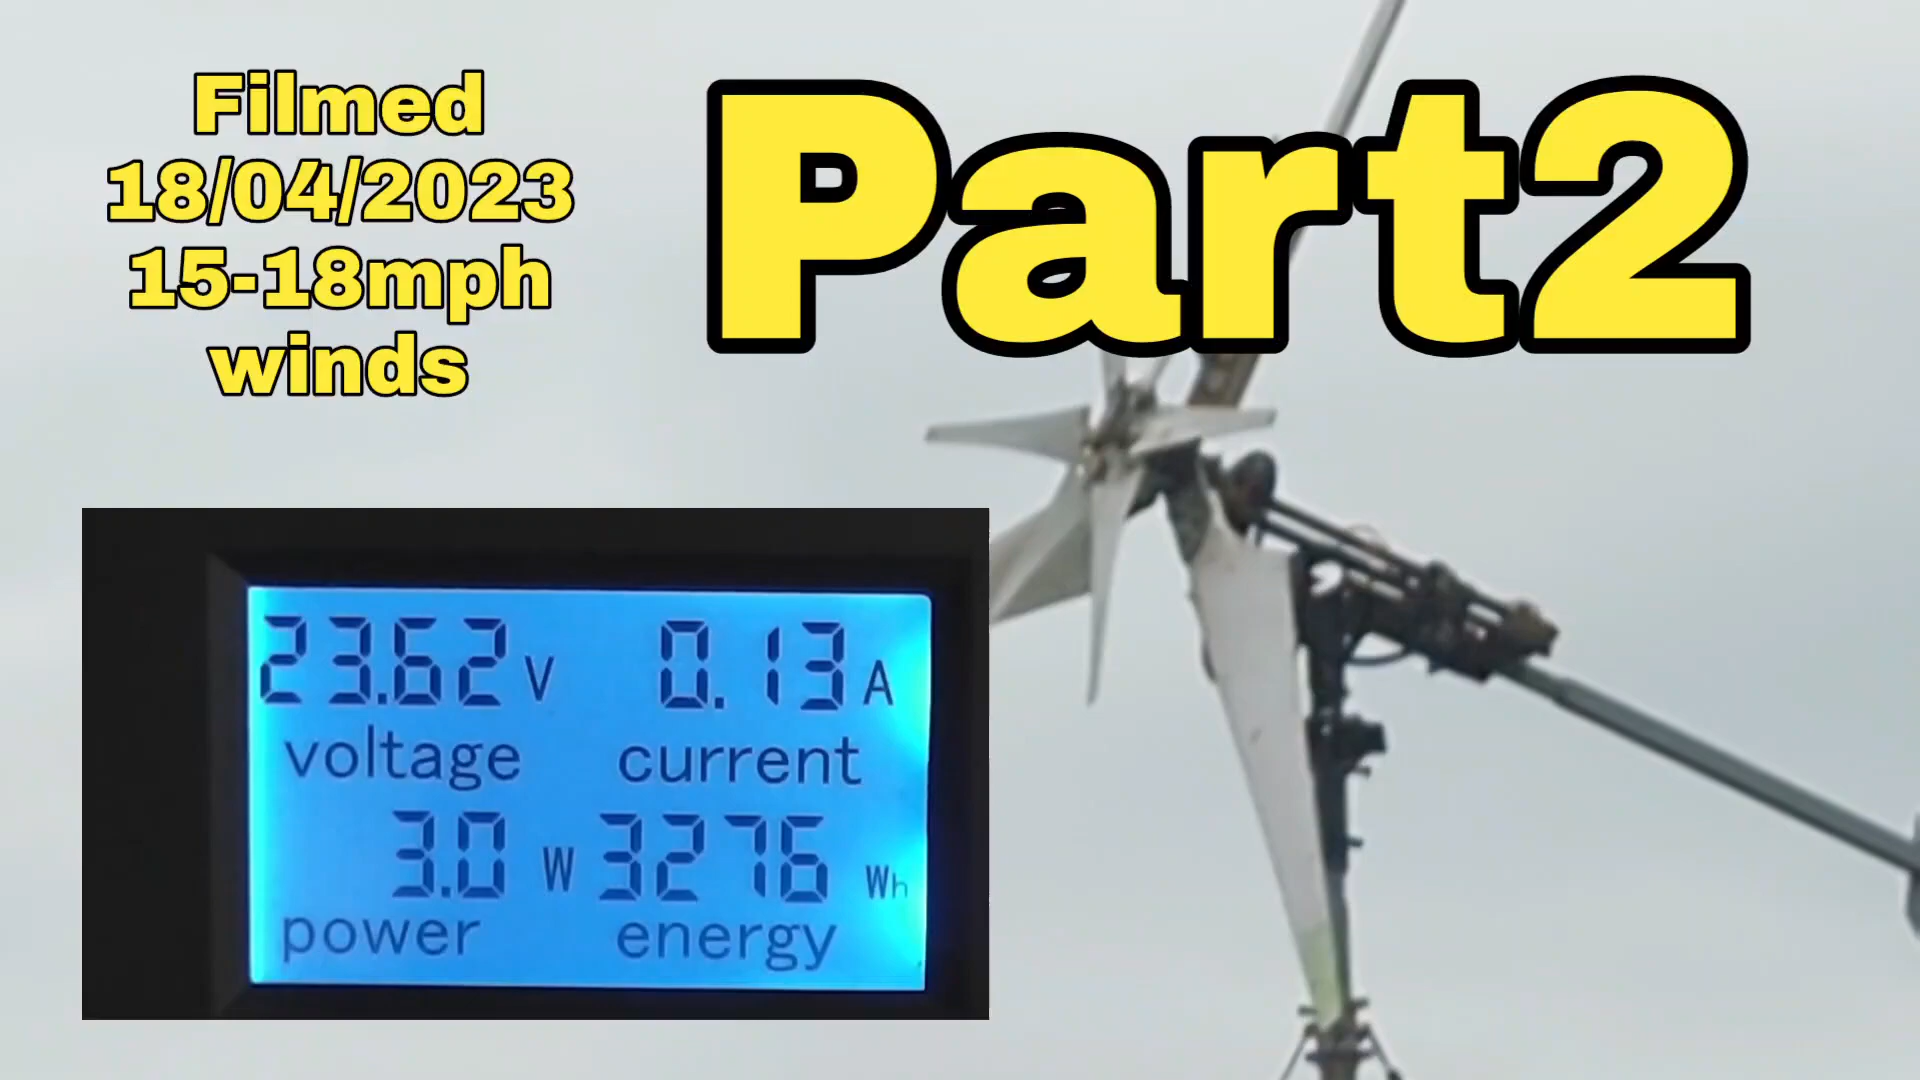 Filmed
18/04/2023
15-18mph
winds
Part2
23.62 V 0.13 A
voltage current
3.0 W 3276 Wh
power energy